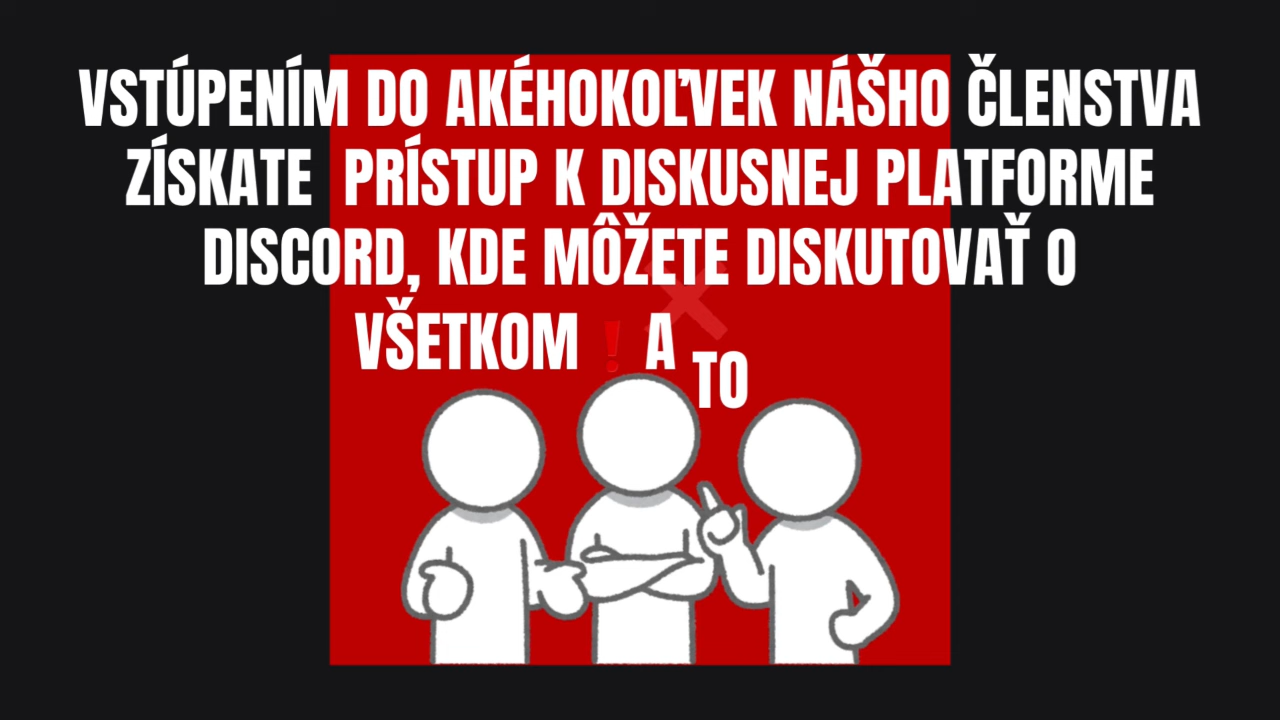 VSTÚPENÍM DO AKÉHOKOĽVEK NÁŠHO ČLENSTVA
ZÍSKATE PRÍSTUP K DISKUSNEJ PLATFORME
DISCORD, KDE MÔŽETE DISKUTOVAŤ O
VŠETKOM ❗ A TO